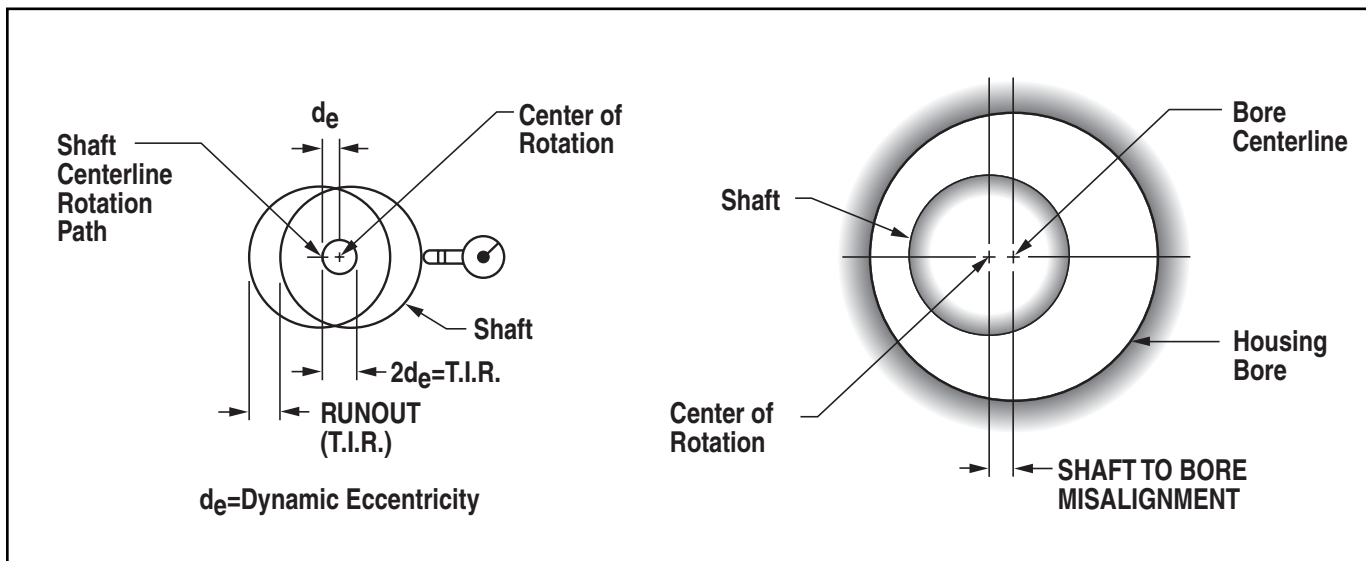 de
Center of
Rotation
Shaft
Centerline
Rotation
Path
Shaft
2de=T.I.R.
RUNOUT
(T.I.R.)
de=Dynamic Eccentricity
Bore
Centerline
Shaft
Housing
Bore
Center of
Rotation
SHAFT TO BORE
MISALIGNMENT